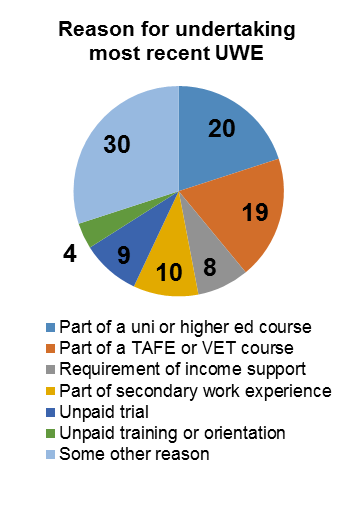 Reason for undertaking
most recent UWE
20
19
8
10
9
4
30
Part of a uni or higher ed course
Part of a TAFE or VET course
Requirement of income support
Part of secondary work experience
Unpaid trial
Unpaid training or orientation
Some other reason